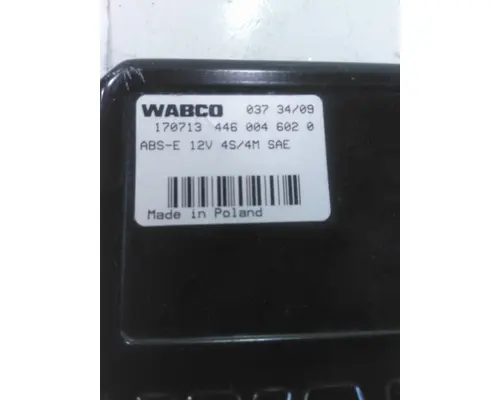 WABCO 037 34/09
170713 446 004 602 0
ABS-E 12V 4S/4M SAE
Made in Poland